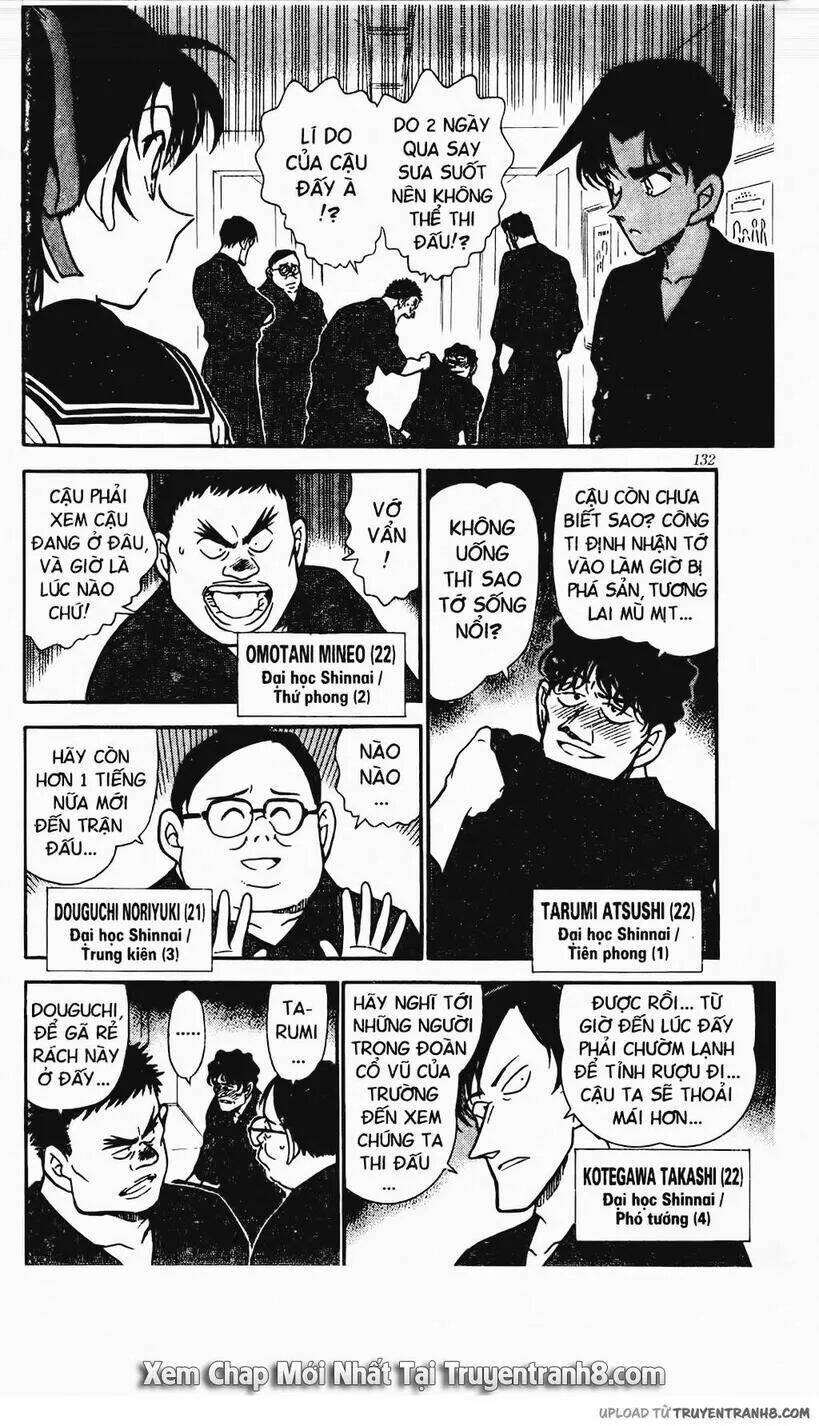 DO 2 NGÀY
QUA SAY
SƯA SUỐT
NÊN KHÔNG
THỂ THI
ĐẤU!?
LÍ DO
CỦA CẬU
ĐẤY À
!?
132
CẬU CÒN CHƯA
BIẾT SAO? CÔNG
TI ĐỊNH NHẬN TỚ
VÀO LÀM GIỜ BỊ
PHÁ SẢN, TƯƠNG
LAI MÙ MỊT...
KHÔNG
UỐNG
THÌ SAO
TỚ SỐNG
NỔI?
TARUMI ATSUSHI (22)
Đại học Shinnai /
Tiên phong (1)
VỚ
VẨN
!
CẬU PHẢI
XEM CẬU
ĐANG Ở ĐÂU,
VÀ GIỜ LÀ
LÚC NÀO
CHỨ!
OMOTANI MINEO (22)
Đại học Shinnai /
Thứ phong (2)
NÀO
NÀO
...
HÃY CÒN
HƠN 1 TIẾNG
NỮA MỚI
ĐẾN TRẬN
ĐẤU...
DOUGUCHI NORIYUKI (21)
Đại học Shinnai /
Trung kiên (3)
ĐƯỢC RỒI... TỪ
GIỜ ĐẾN LÚC ĐẤY
PHẢI CHƯỜM LẠNH
ĐỂ TỈNH RƯỢU ĐI...
CẬU TA SẼ THOẢI
MÁI HƠN...
HÃY NGHĨ TỚI
NHỮNG NGƯỜI
TRONG ĐOÀN
CỔ VŨ CỦA
TRƯỜNG
ĐẾN XEM
CHÚNG TA
THI ĐẤU
...
KOTEGAWA TAKASHI (22)
Đại học Shinnai /
Phó tướng (4)
TA-
RUMI
...
.....
DOUGUCHI,
ĐỂ GÃ RẺ
RÁCH NÀY
Ở ĐẤY...
Xem Chap Mới Nhất Tại Truyentranh8.com
UPLOAD TỪ TRUYENTRANH8.COM